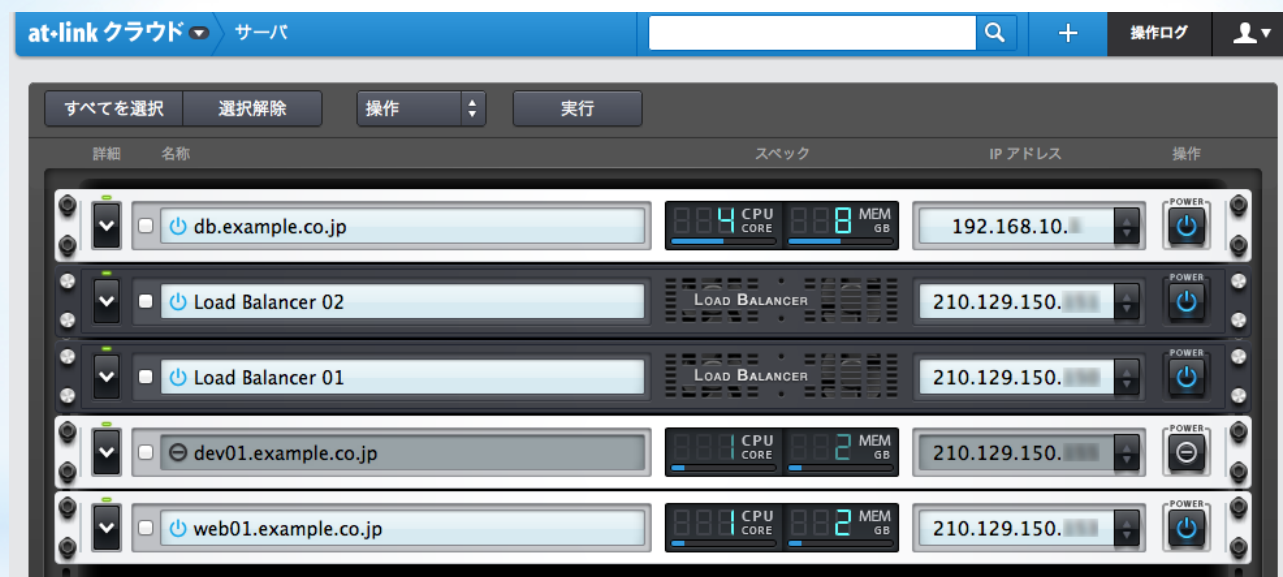 at+link クラウド サーバ 操作ログ
すべてを選択 選択解除 操作 実行
詳細 名称 スペック IP アドレス 操作
db.example.co.jp 4 CPU CORE 8 MEM GB 192.168.10. POWER
Load Balancer 02 LOAD BALANCER 210.129.150. POWER
Load Balancer 01 LOAD BALANCER 210.129.150. POWER
dev01.example.co.jp 1 CPU CORE 2 MEM GB 210.129.150. POWER
web01.example.co.jp 1 CPU CORE 2 MEM GB 210.129.150. POWER